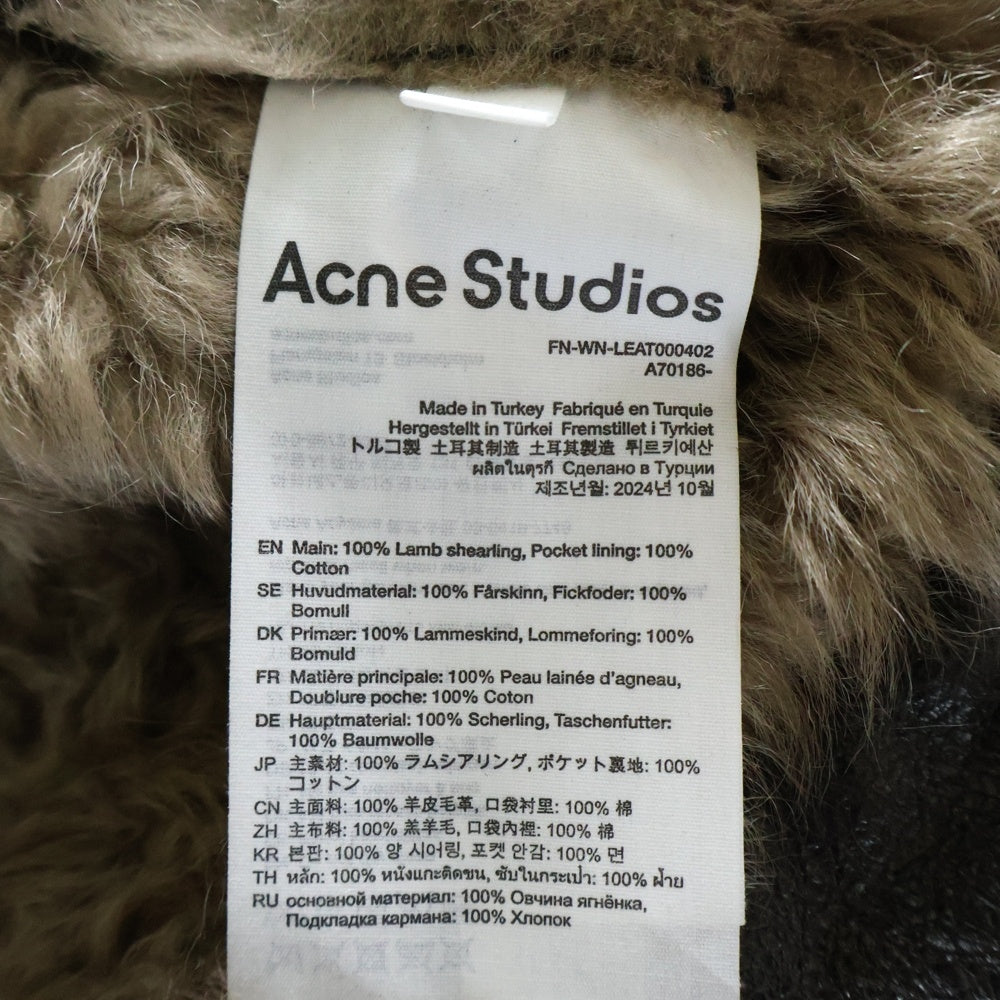 Acne Studios
FN-WN-LEAT000402
A70186-
Made in Turkey Fabriqué en Turquie
Hergestellt in Türkei Fremstillet i Tyrkiet
トルコ製 土耳其制造 土耳其製造 튀르키예산
ผลิตในตุรกี Сделано в Турции
제조년월: 2024년 10월
EN Main: 100% Lamb shearling, Pocket lining: 100%
Cotton
SE Huvudmaterial: 100% Fårskinn, Fickfoder: 100%
Bomull
DK Primær: 100% Lammeskind, Lommeforing: 100%
Bomuld
FR Matière principale: 100% Peau lainée d'agneau,
Doublure poche: 100% Coton
DE Hauptmaterial: 100% Scherling, Taschenfutter:
100% Baumwolle
JP 主素材: 100% ラムシアリング, ポケット裏地: 100%
コットン
CN 主面料: 100% 羊皮毛革, 口袋衬里: 100% 棉
ZH 主布料: 100% 羔羊毛, 口袋內裡: 100% 棉
KR 본판: 100% 양 시어링, 포켓 안감: 100% 면
TH หลัก: 100% หนังแกะติดขน, ซับในกระเป๋า: 100% ฝ้าย
RU основной материал: 100% Овчина ягнёнка,
Подкладка кармана: 100% Хлопок